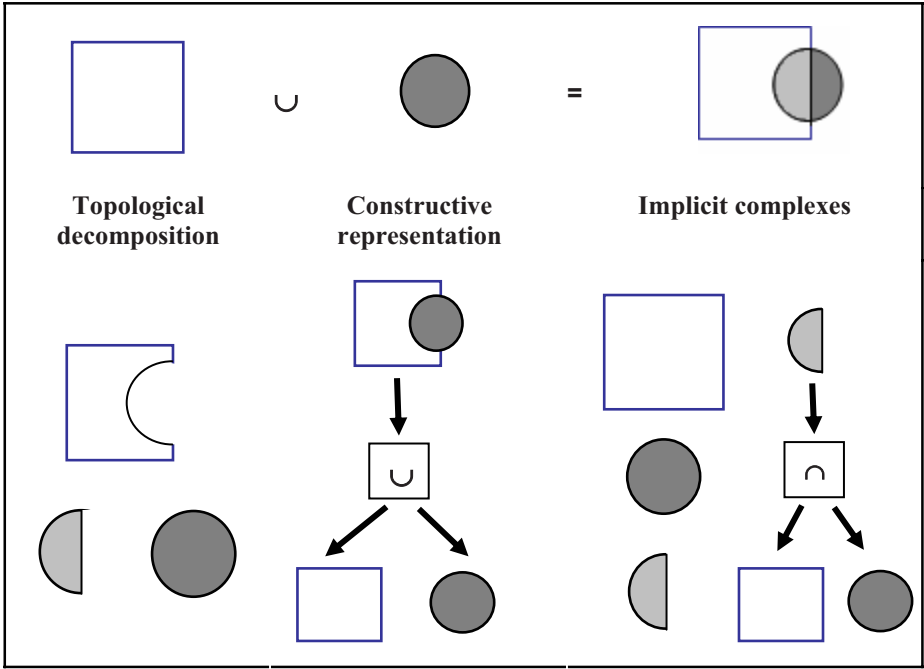 ∪ =
Topological
decomposition
Constructive
representation
Implicit complexes
∪
∩